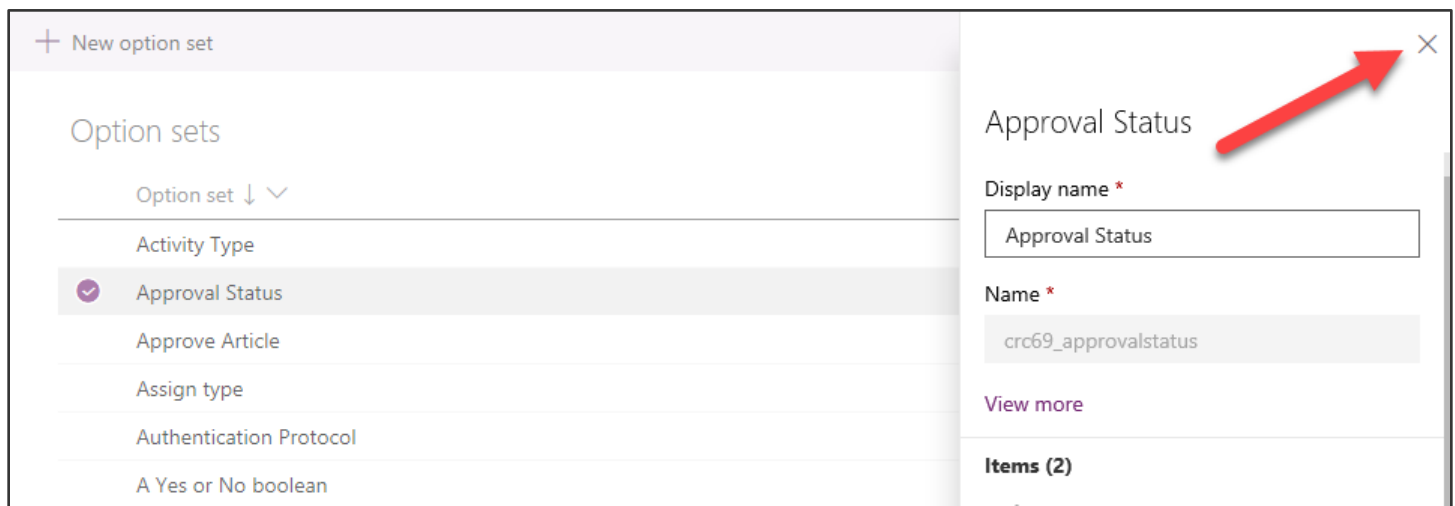 New option set
Option sets
Option set
Activity Type
Approval Status
Approve Article
Assign type
Authentication Protocol
A Yes or No boolean
Approval Status
Display name *
Approval Status
Name *
crc69_approvalstatus
View more
Items (2)